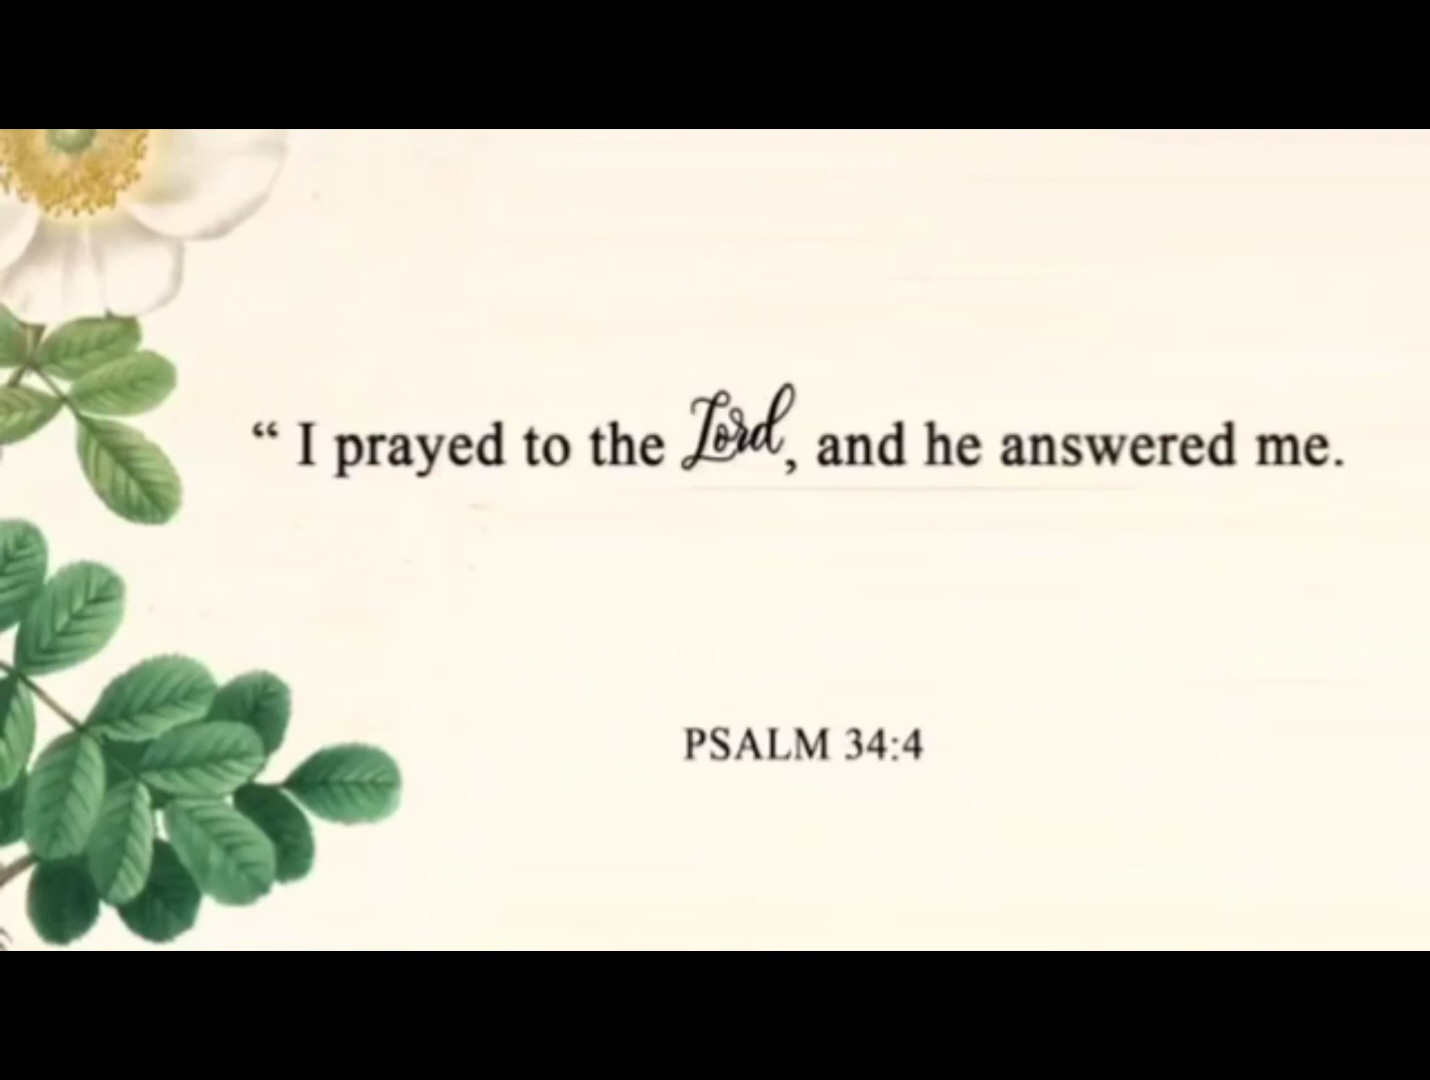 “ I prayed to the Lord, and he answered me.
PSALM 34:4